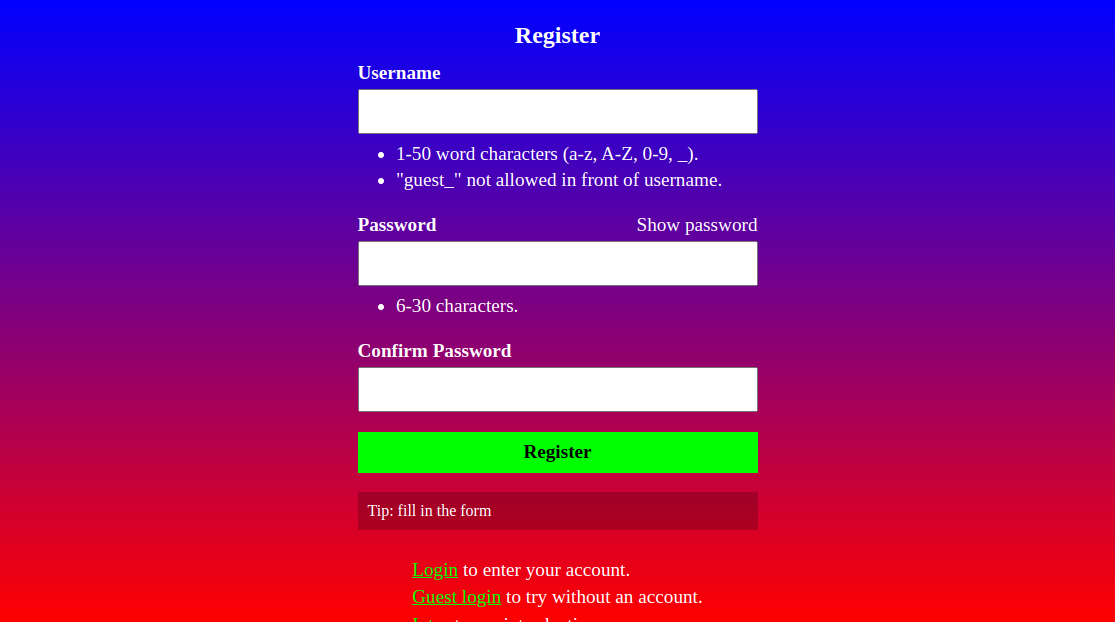 Register
Username
1-50 word characters (a-z, A-Z, 0-9, _).
"guest_" not allowed in front of username.
Password Show password
6-30 characters.
Confirm Password
Register
Tip: fill in the form
Login to enter your account.
Guest login to try without an account.